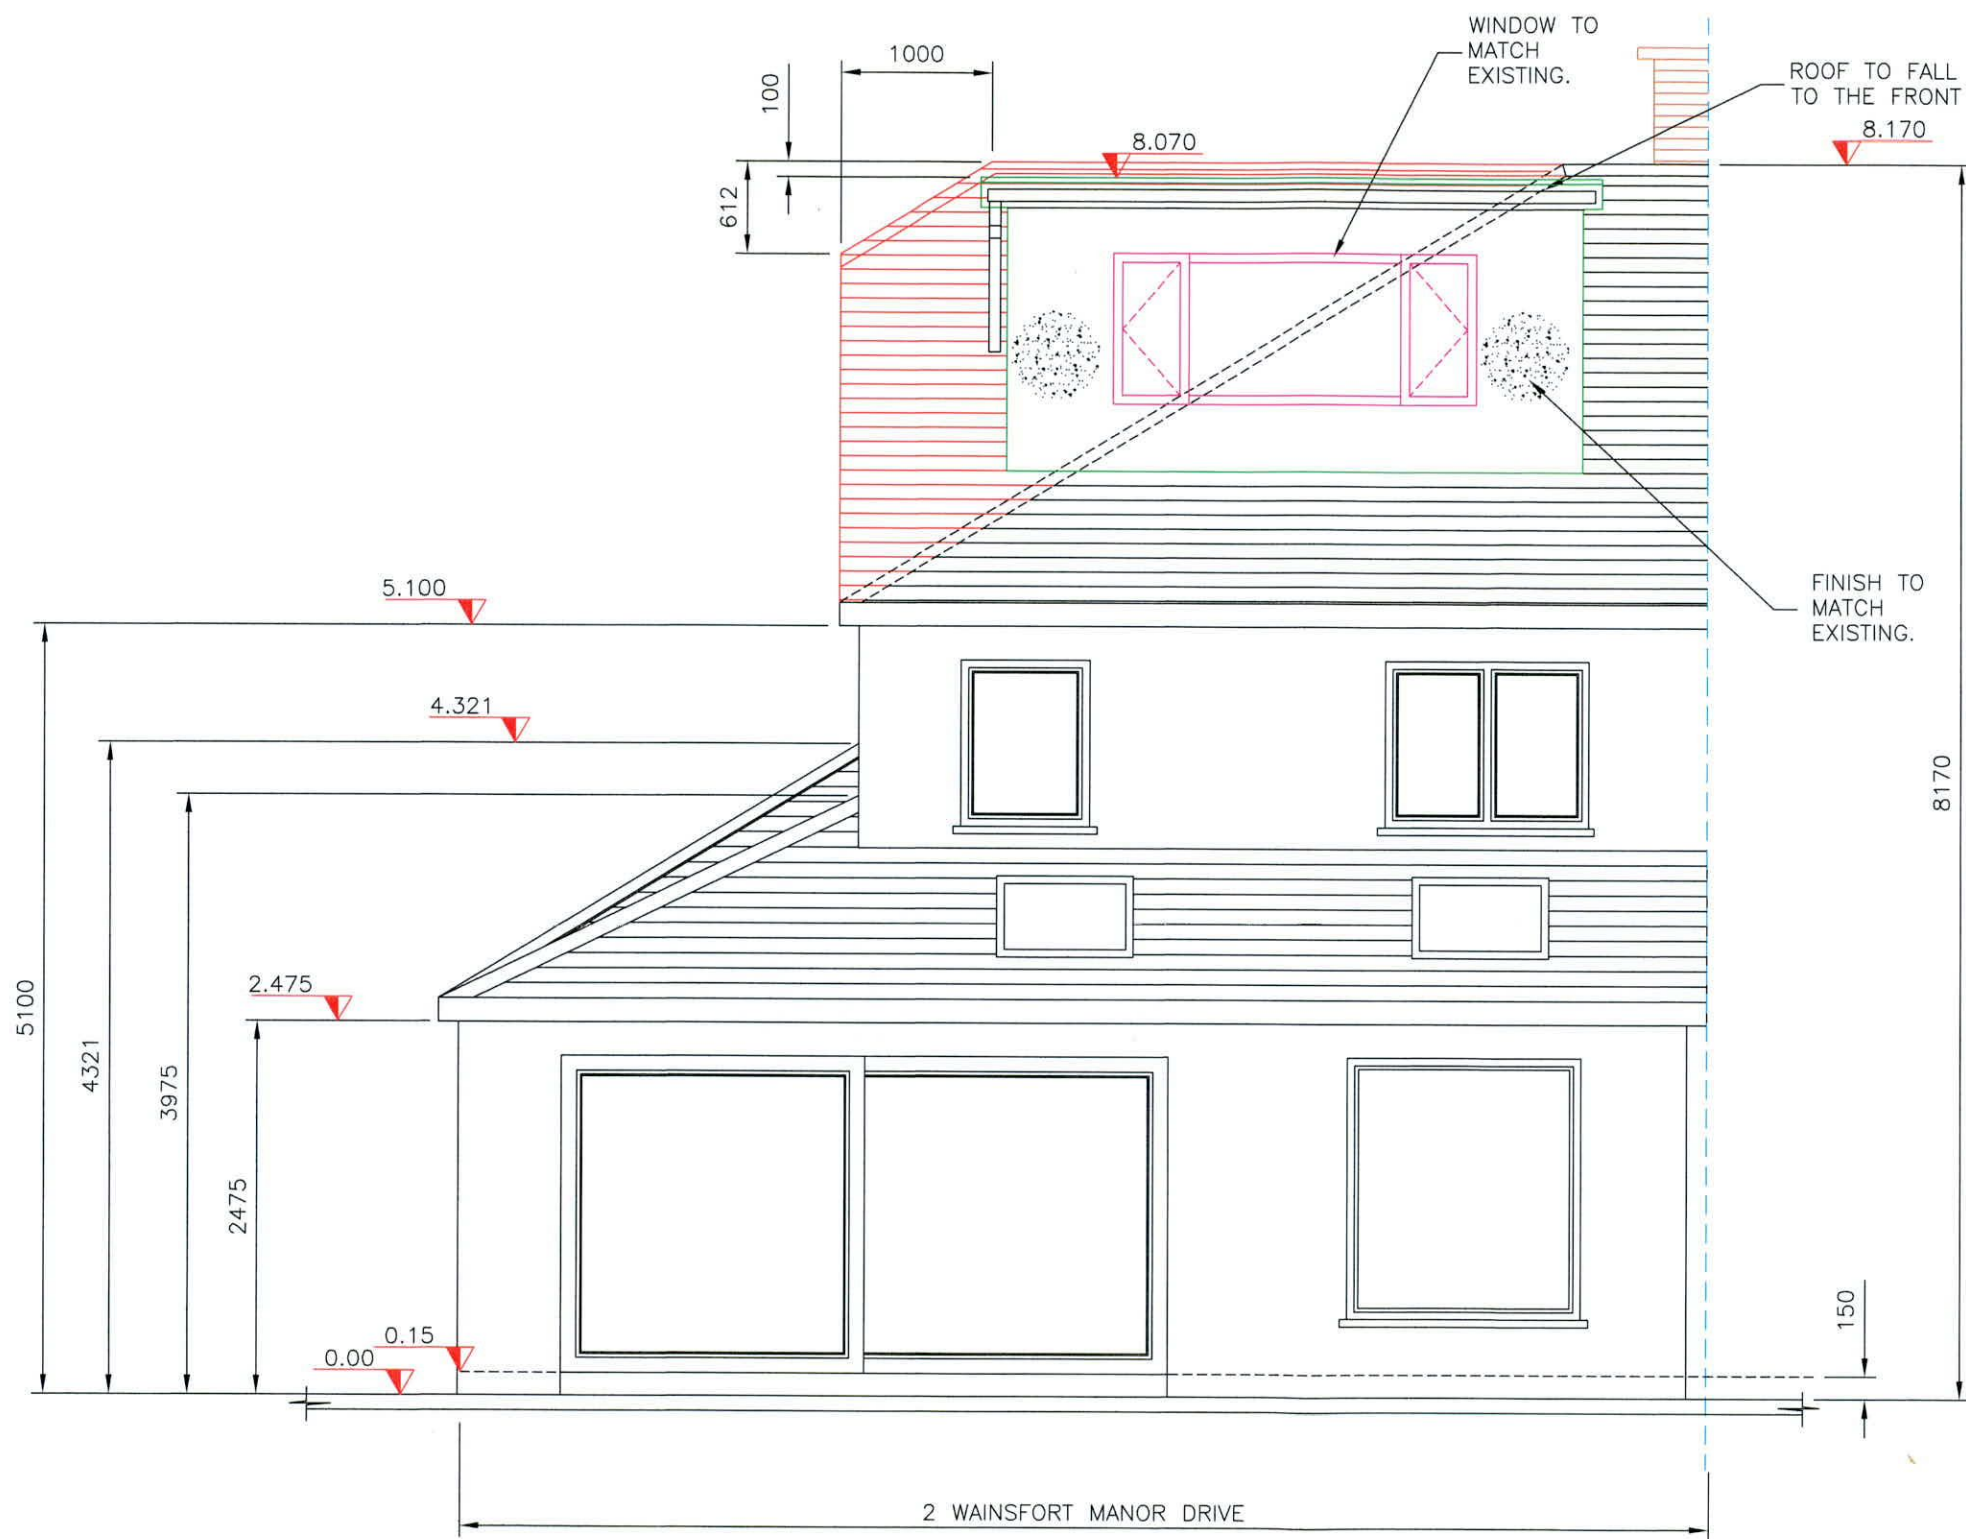 WINDOW TO
MATCH
EXISTING.
1000
ROOF TO FALL
TO THE FRONT
100
8.070
8.170
612
5.100
FINISH TO
MATCH
EXISTING.
4.321
8170
2.475
5100
4321
3975
2475
150
0.15
0.00
2 WAINSFORT MANOR DRIVE